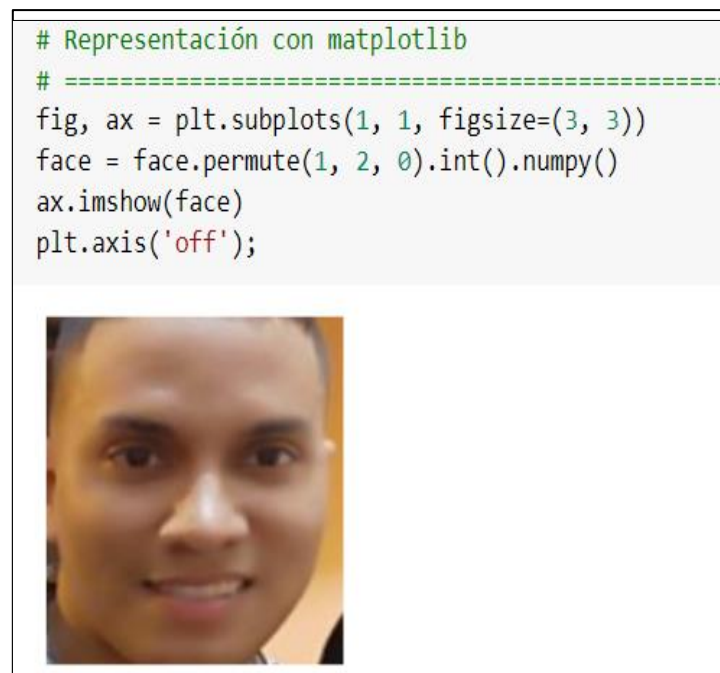 # Representación con matplotlib
# ==================================================
fig, ax = plt.subplots(1, 1, figsize=(3, 3))
face = face.permute(1, 2, 0).int().numpy()
ax.imshow(face)
plt.axis('off');